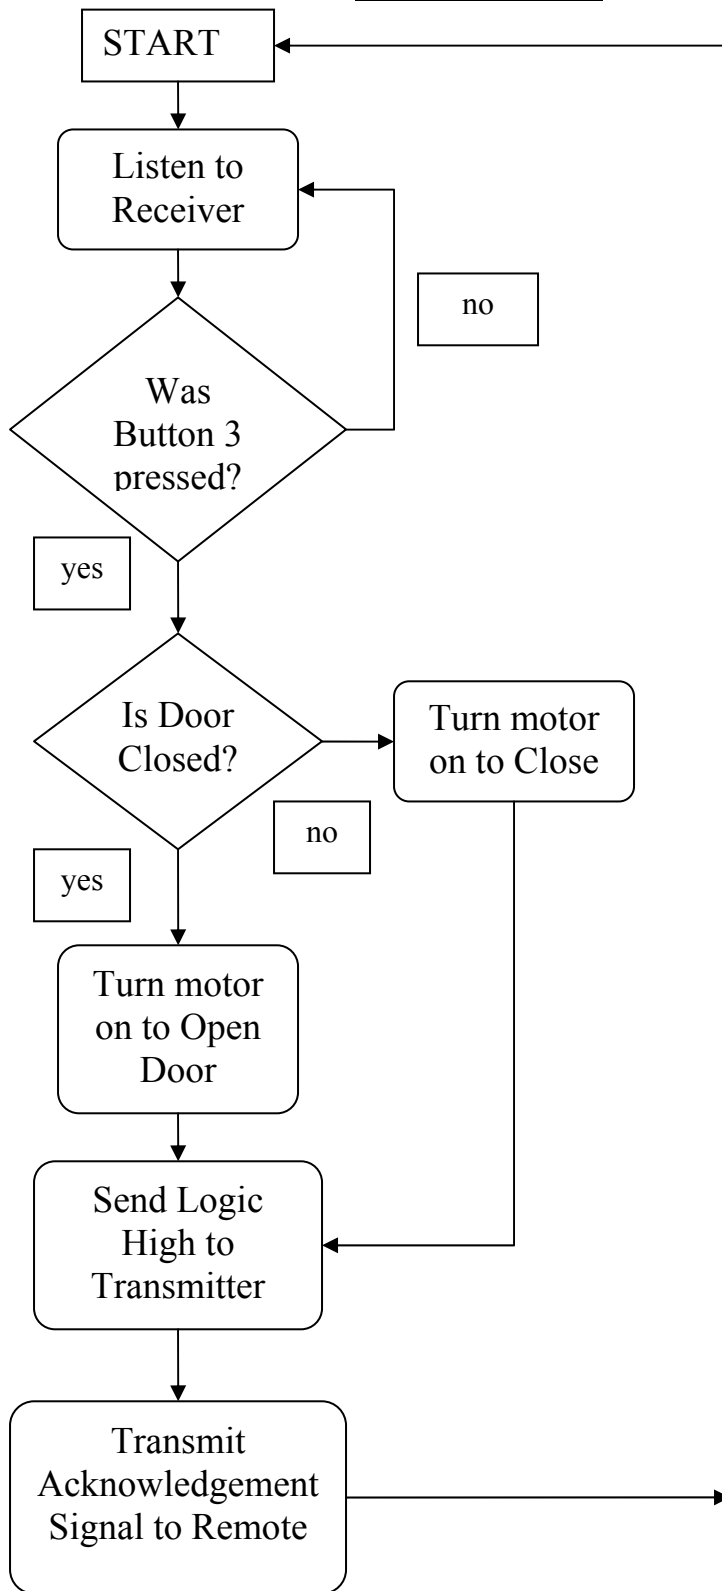 START
Listen to
Receiver
no
Was
Button 3
pressed?
yes
Is Door
Closed?
Turn motor
on to Close
no
yes
Turn motor
on to Open
Door
Send Logic
High to
Transmitter
Transmit
Acknowledgement
Signal to Remote